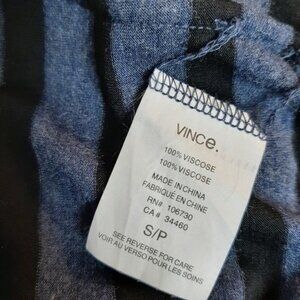 VINCe.
100% VISCOSE
100% VISCOSE
MADE IN CHINA
FABRIQUÉ EN CHINE
RN# 106730
CA# 34460
S/P
SEE REVERSE FOR CARE
VOIR AU VERSO POUR LES SOINS